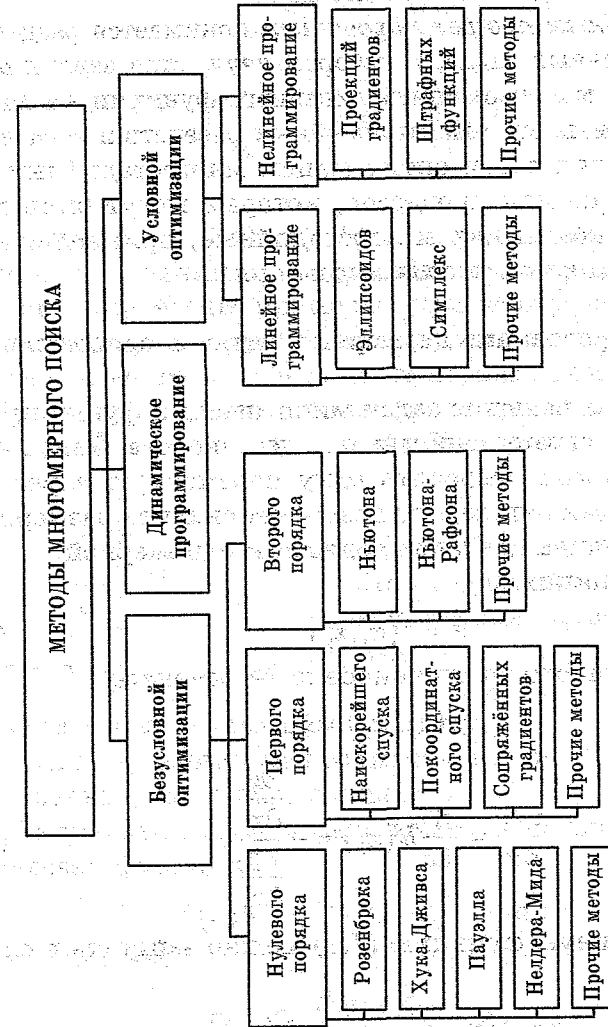 МЕТОДЫ МНОГОМЕРНОГО ПОИСКА
Безусловной
оптимизации
Динамическое
программирование
Условной
оптимизации
Нулевого
порядка
Розенброка
Хука-Дживса
Пауэлла
Нелдера-Мида
Прочие методы
Первого
порядка
Наискорейшего
спуска
Покоординат-
ного спуска
Сопряжённых
градиентов
Прочие методы
Второго
порядка
Ньютона
Ньютона-
Рафсона
Прочие методы
Линейное про-
граммирование
Эллипсоидов
Симплекс
Прочие методы
Нелинейное про-
граммирование
Проекций
градиентов
Штрафных
функций
Прочие методы